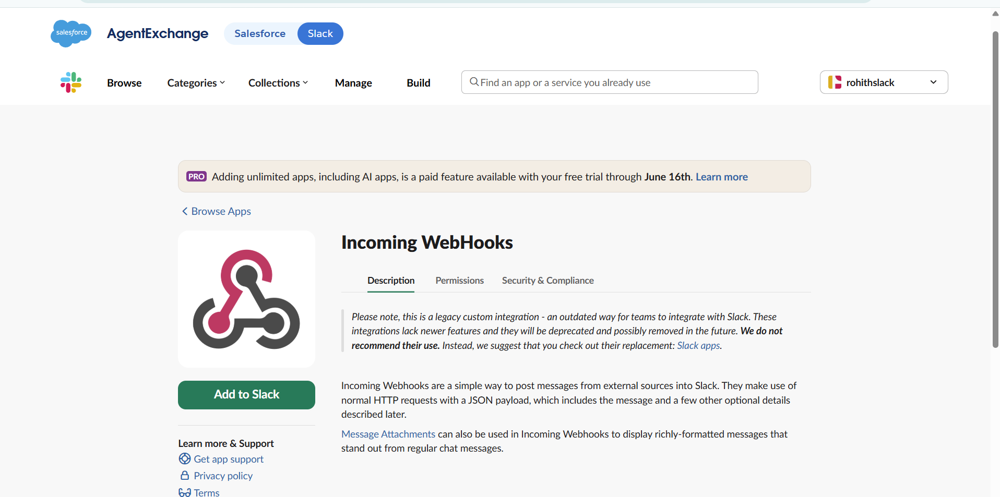 salesforce AgentExchange Salesforce Slack
Browse Categories Collections Manage Build Find an app or a service you already use rohithslack
PRO Adding unlimited apps, including AI apps, is a paid feature available with your free trial through June 16th. Learn more
Browse Apps
Incoming WebHooks
Description Permissions Security & Compliance
Please note, this is a legacy custom integration - an outdated way for teams to integrate with Slack. These
integrations lack newer features and they will be deprecated and possibly removed in the future. We do not
recommend their use. Instead, we suggest that you check out their replacement: Slack apps.
Add to Slack
Incoming Webhooks are a simple way to post messages from external sources into Slack. They make use of
normal HTTP requests with a JSON payload, which includes the message and a few other optional details
described later.
Message Attachments can also be used in Incoming Webhooks to display richly-formatted messages that
stand out from regular chat messages.
Learn more & Support
Get app support
Privacy policy
Terms